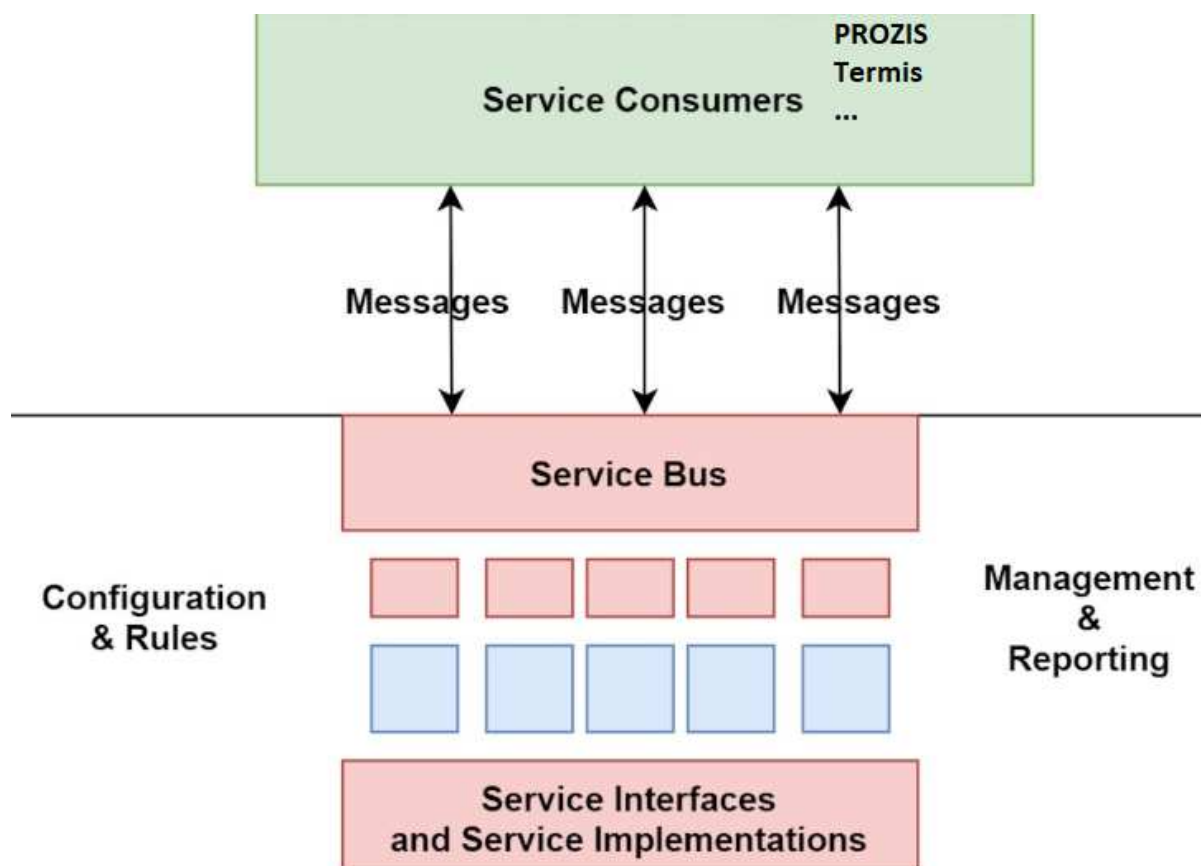 PROZIS
Termis
...
Service Consumers
Messages
Messages
Messages
Service Bus
Configuration
& Rules
Management
&
Reporting
Service Interfaces
and Service Implementations